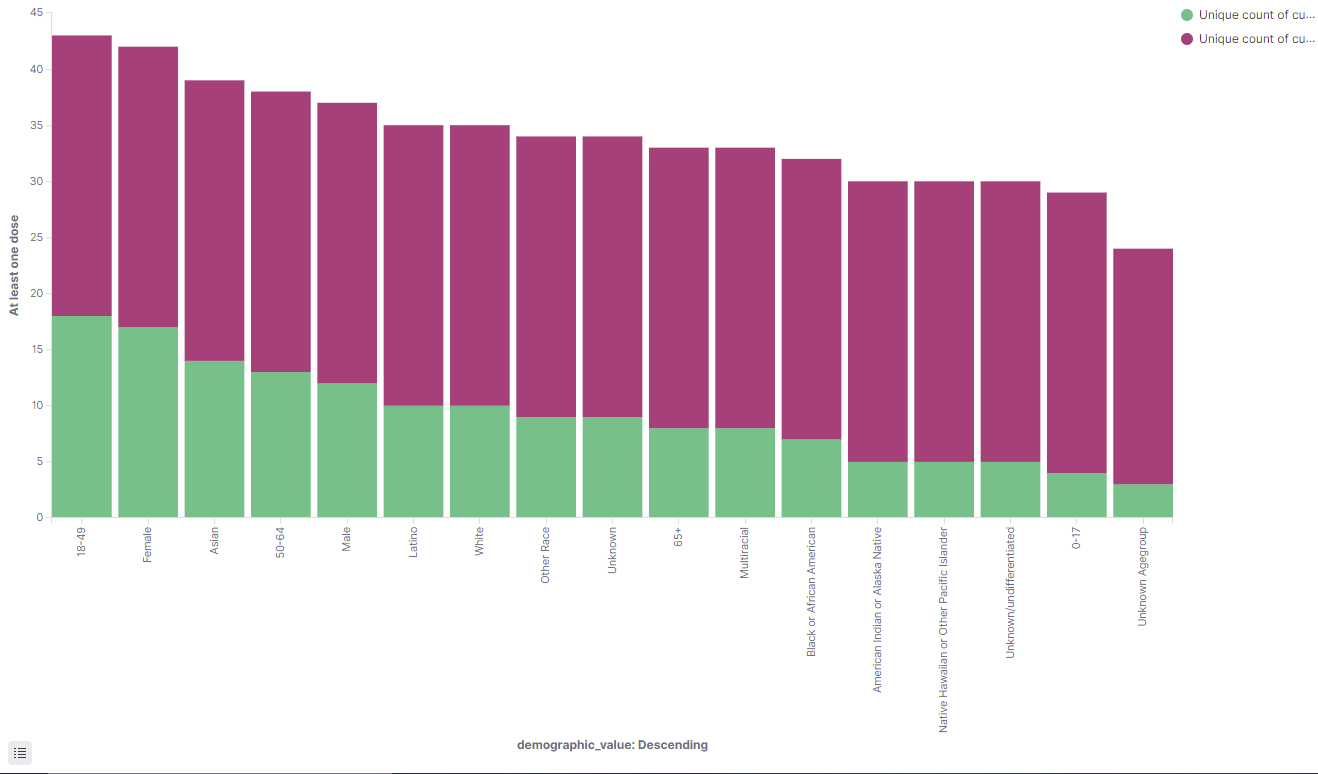 Unique count of cu...
Unique count of cu...
At least one dose
45
40
35
30
25
20
15
10
5
0
18-49
Female
Asian
50-64
Male
Latino
White
Other Race
Unknown
65+
Multiracial
Black or African American
American Indian or Alaska Native
Native Hawaiian or Other Pacific Islander
Unknown/undifferentiated
0-17
Unknown Agegroup
demographic_value: Descending